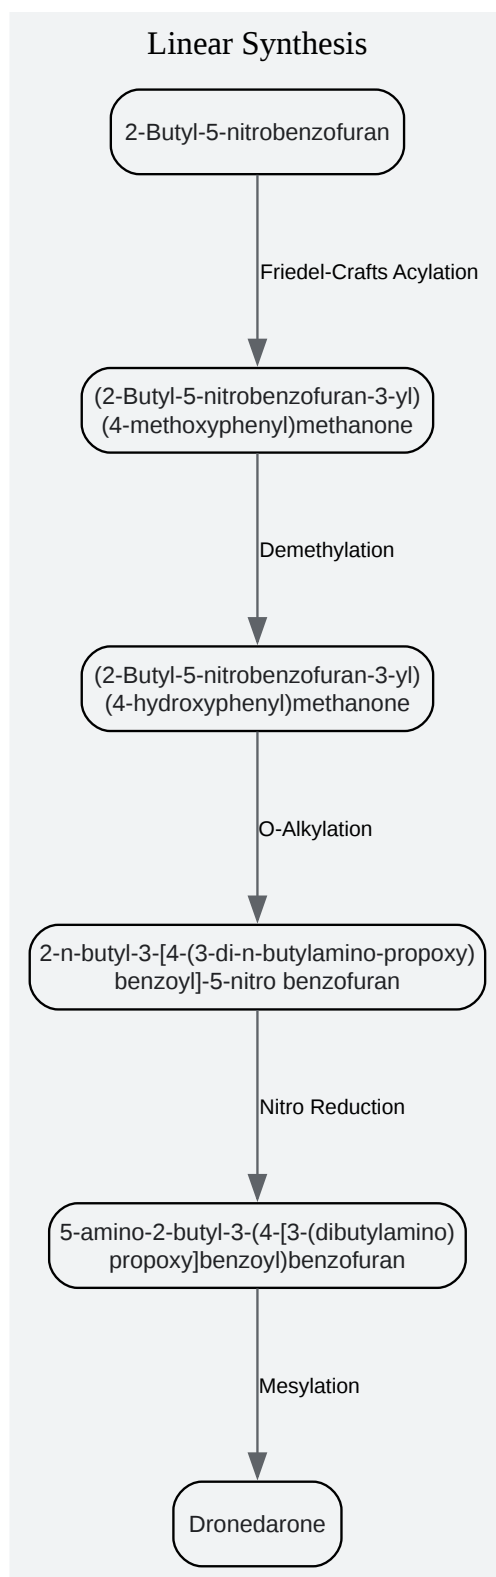 Linear Synthesis
2-Butyl-5-nitrobenzofuran
Friedel-Crafts Acylation
(2-Butyl-5-nitrobenzofuran-3-yl)
(4-methoxyphenyl)methanone
Demethylation
(2-Butyl-5-nitrobenzofuran-3-yl)
(4-hydroxyphenyl)methanone
O-Alkylation
2-n-butyl-3-[4-(3-di-n-butylamino-propoxy)
benzoyl]-5-nitro benzofuran
Nitro Reduction
5-amino-2-butyl-3-(4-[3-(dibutylamino)
propoxy]benzoyl)benzofuran
Mesylation
Dronedarone